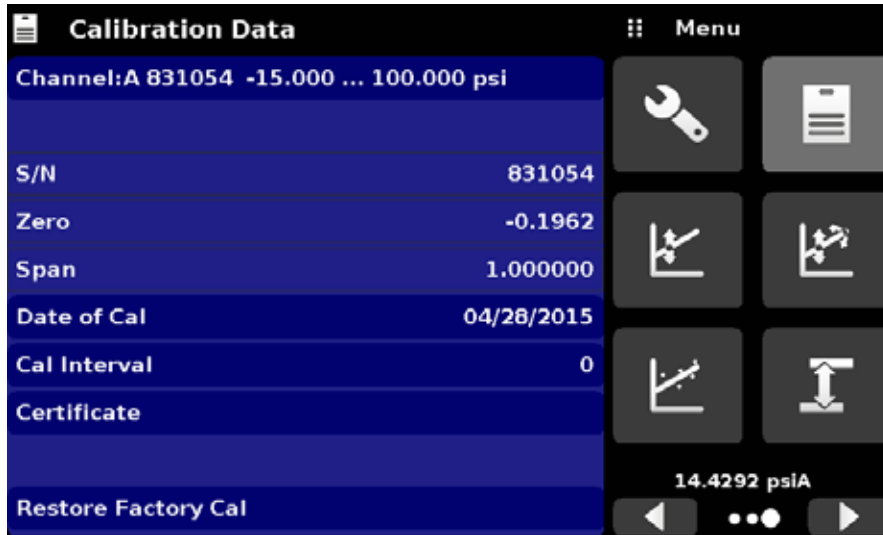 Calibration Data
Channel:A 831054 -15.000 ... 100.000 psi
S/N 831054
Zero -0.1962
Span 1.000000
Date of Cal 04/28/2015
Cal Interval 0
Certificate
Restore Factory Cal
Menu
14.4292 psiA